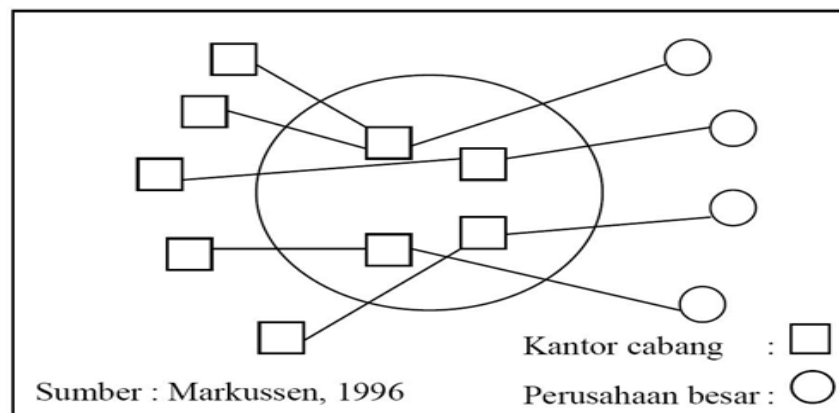 Kantor cabang :
Sumber : Markussen, 1996
Perusahaan besar :